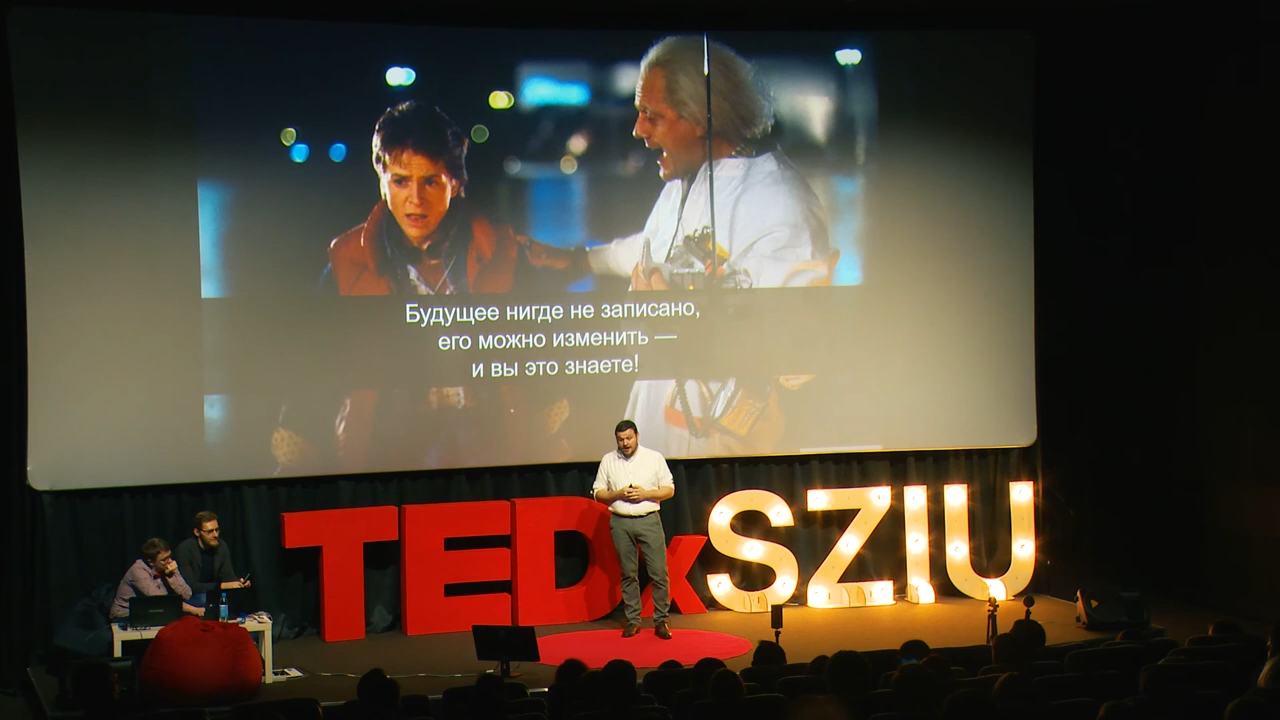 Будущее нигде не записано,
его можно изменить —
и вы это знаете!
TEDxSZIU